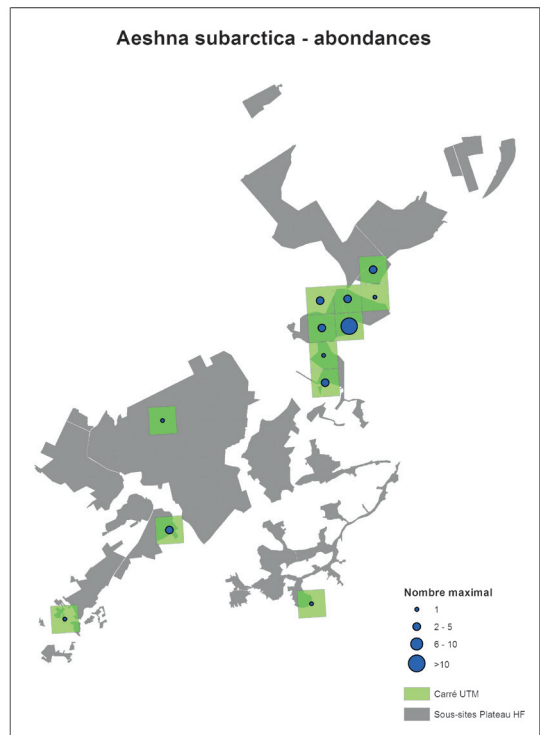 Aeshna subarctica - abondances
Nombre maximal
1
2 - 5
6 - 10
>10
Carré UTM
Sous-sites Plateau HF